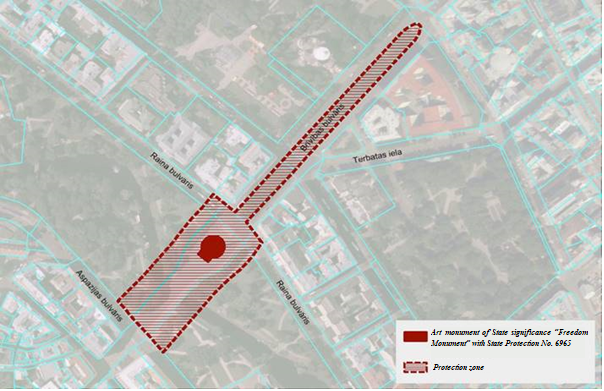 Brīvības bulvāris
Tērbatas iela
Raiņa bulvāris
Aspazijas bulvāris
Raiņa bulvāris
Art monument of State significance "Freedom
Monument" with State Protection No. 6965
Protection zone